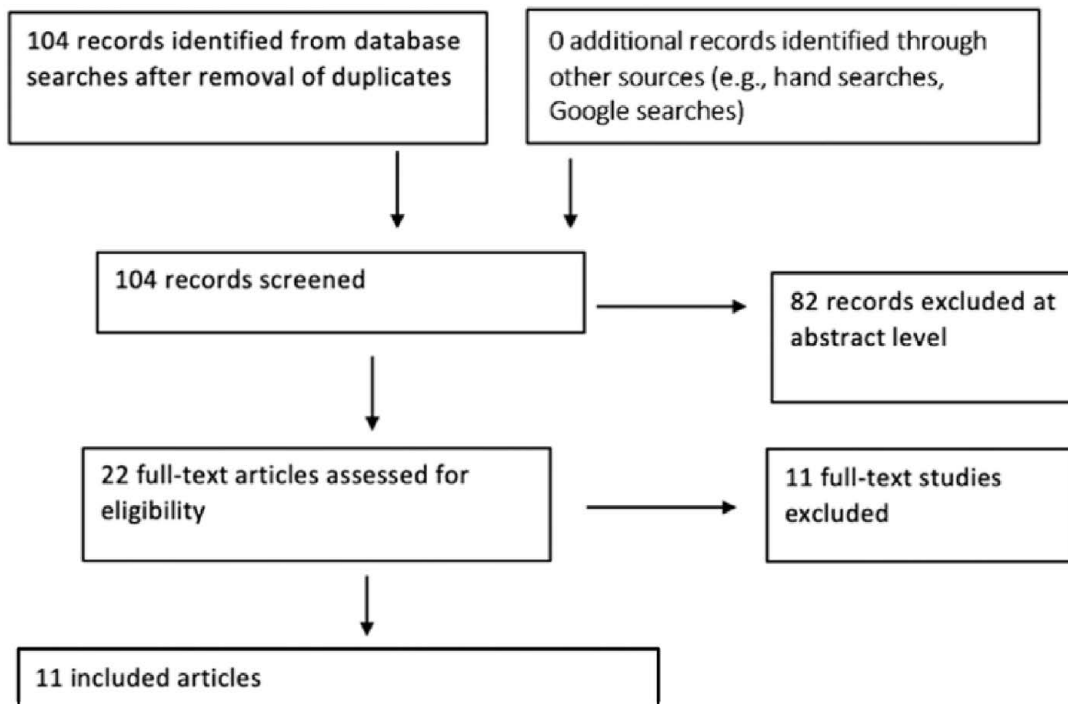 104 records identified from database
searches after removal of duplicates
0 additional records identified through
other sources (e.g., hand searches,
Google searches)
104 records screened
82 records excluded at
abstract level
22 full-text articles assessed for
eligibility
11 full-text studies
excluded
11 included articles